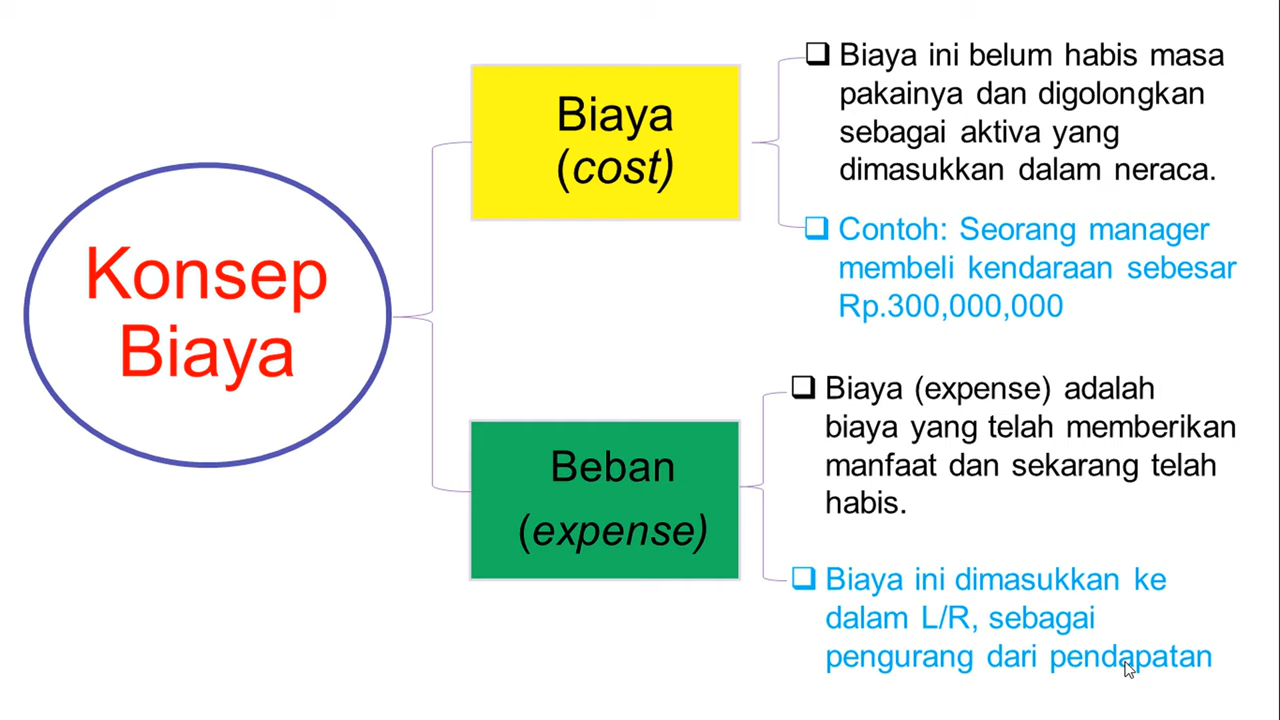 Konsep
Biaya
Biaya
(cost)
Biaya ini belum habis masa
pakainya dan digolongkan
sebagai aktiva yang
dimasukkan dalam neraca.
Contoh: Seorang manager
membeli kendaraan sebesar
Rp.300,000,000
Beban
(expense)
Biaya (expense) adalah
biaya yang telah memberikan
manfaat dan sekarang telah
habis.
Biaya ini dimasukkan ke
dalam L/R, sebagai
pengurang dari pendapatan